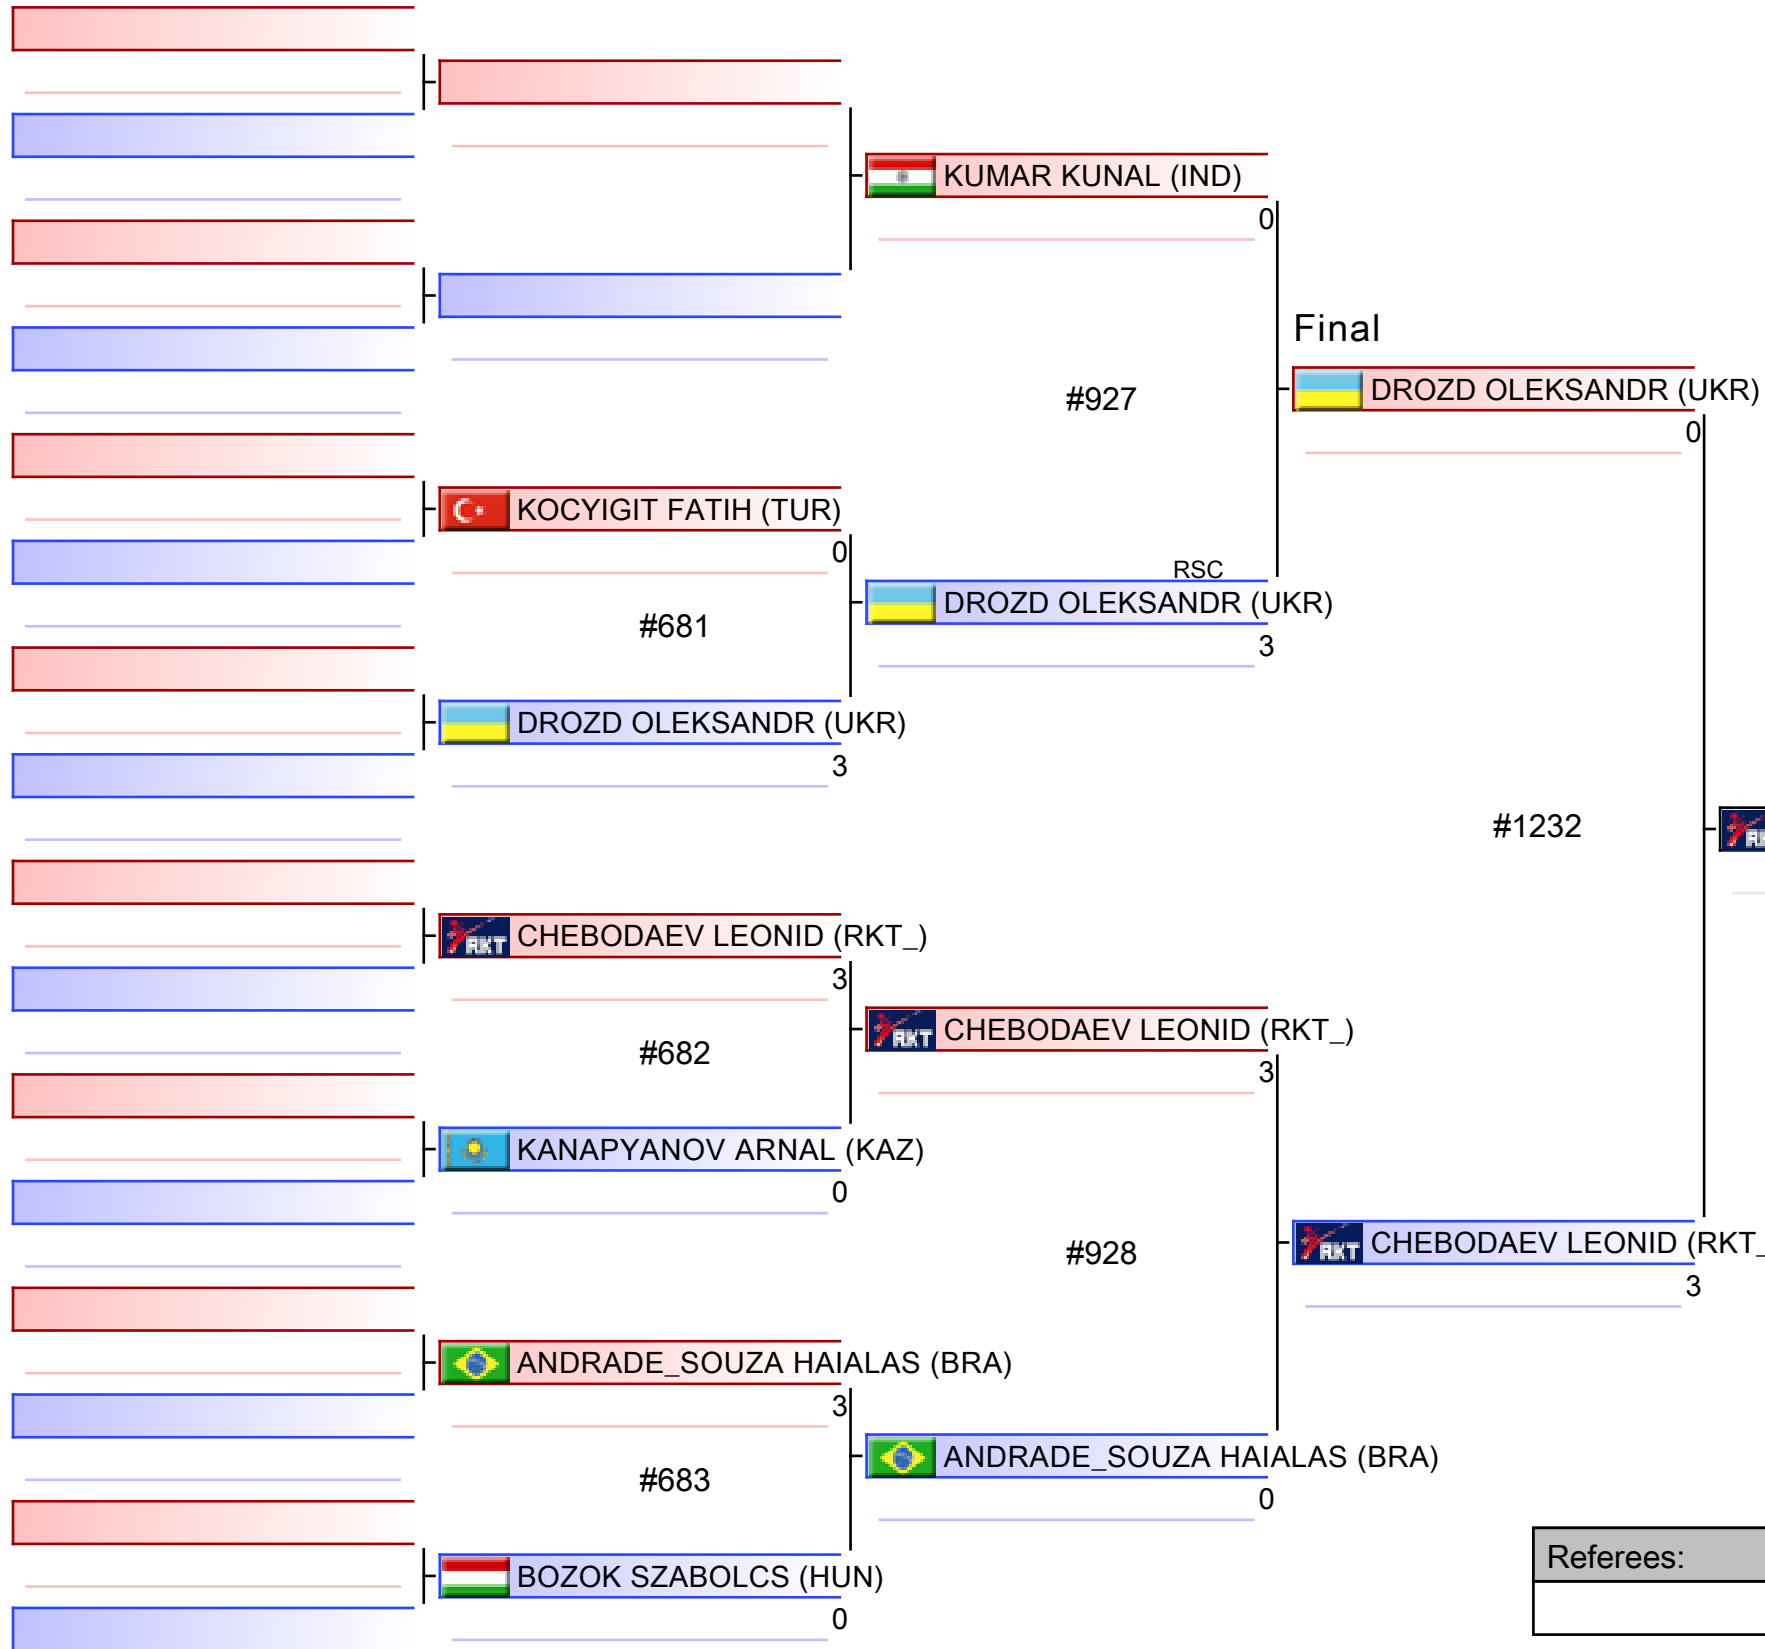 KUMAR KUNAL (IND)
0
Final
DROZD OLEKSANDR (UKR)
0
#927
KOCYIGIT FATIH (TUR)
0
RSC
DROZD OLEKSANDR (UKR)
3
#681
DROZD OLEKSANDR (UKR)
3
#1232
RKT CHEBODAEV LEONID (RKT_)
3
RKT CHEBODAEV LEONID (RKT_)
3
#682
KANAPYANOV ARNAL (KAZ)
0
#928
RKT CHEBODAEV LEONID (RKT_
3
ANDRADE_SOUZA HAIALAS (BRA)
3
ANDRADE_SOUZA HAIALAS (BRA)
0
#683
BOZOK SZABOLCS (HUN)
0
Referees: